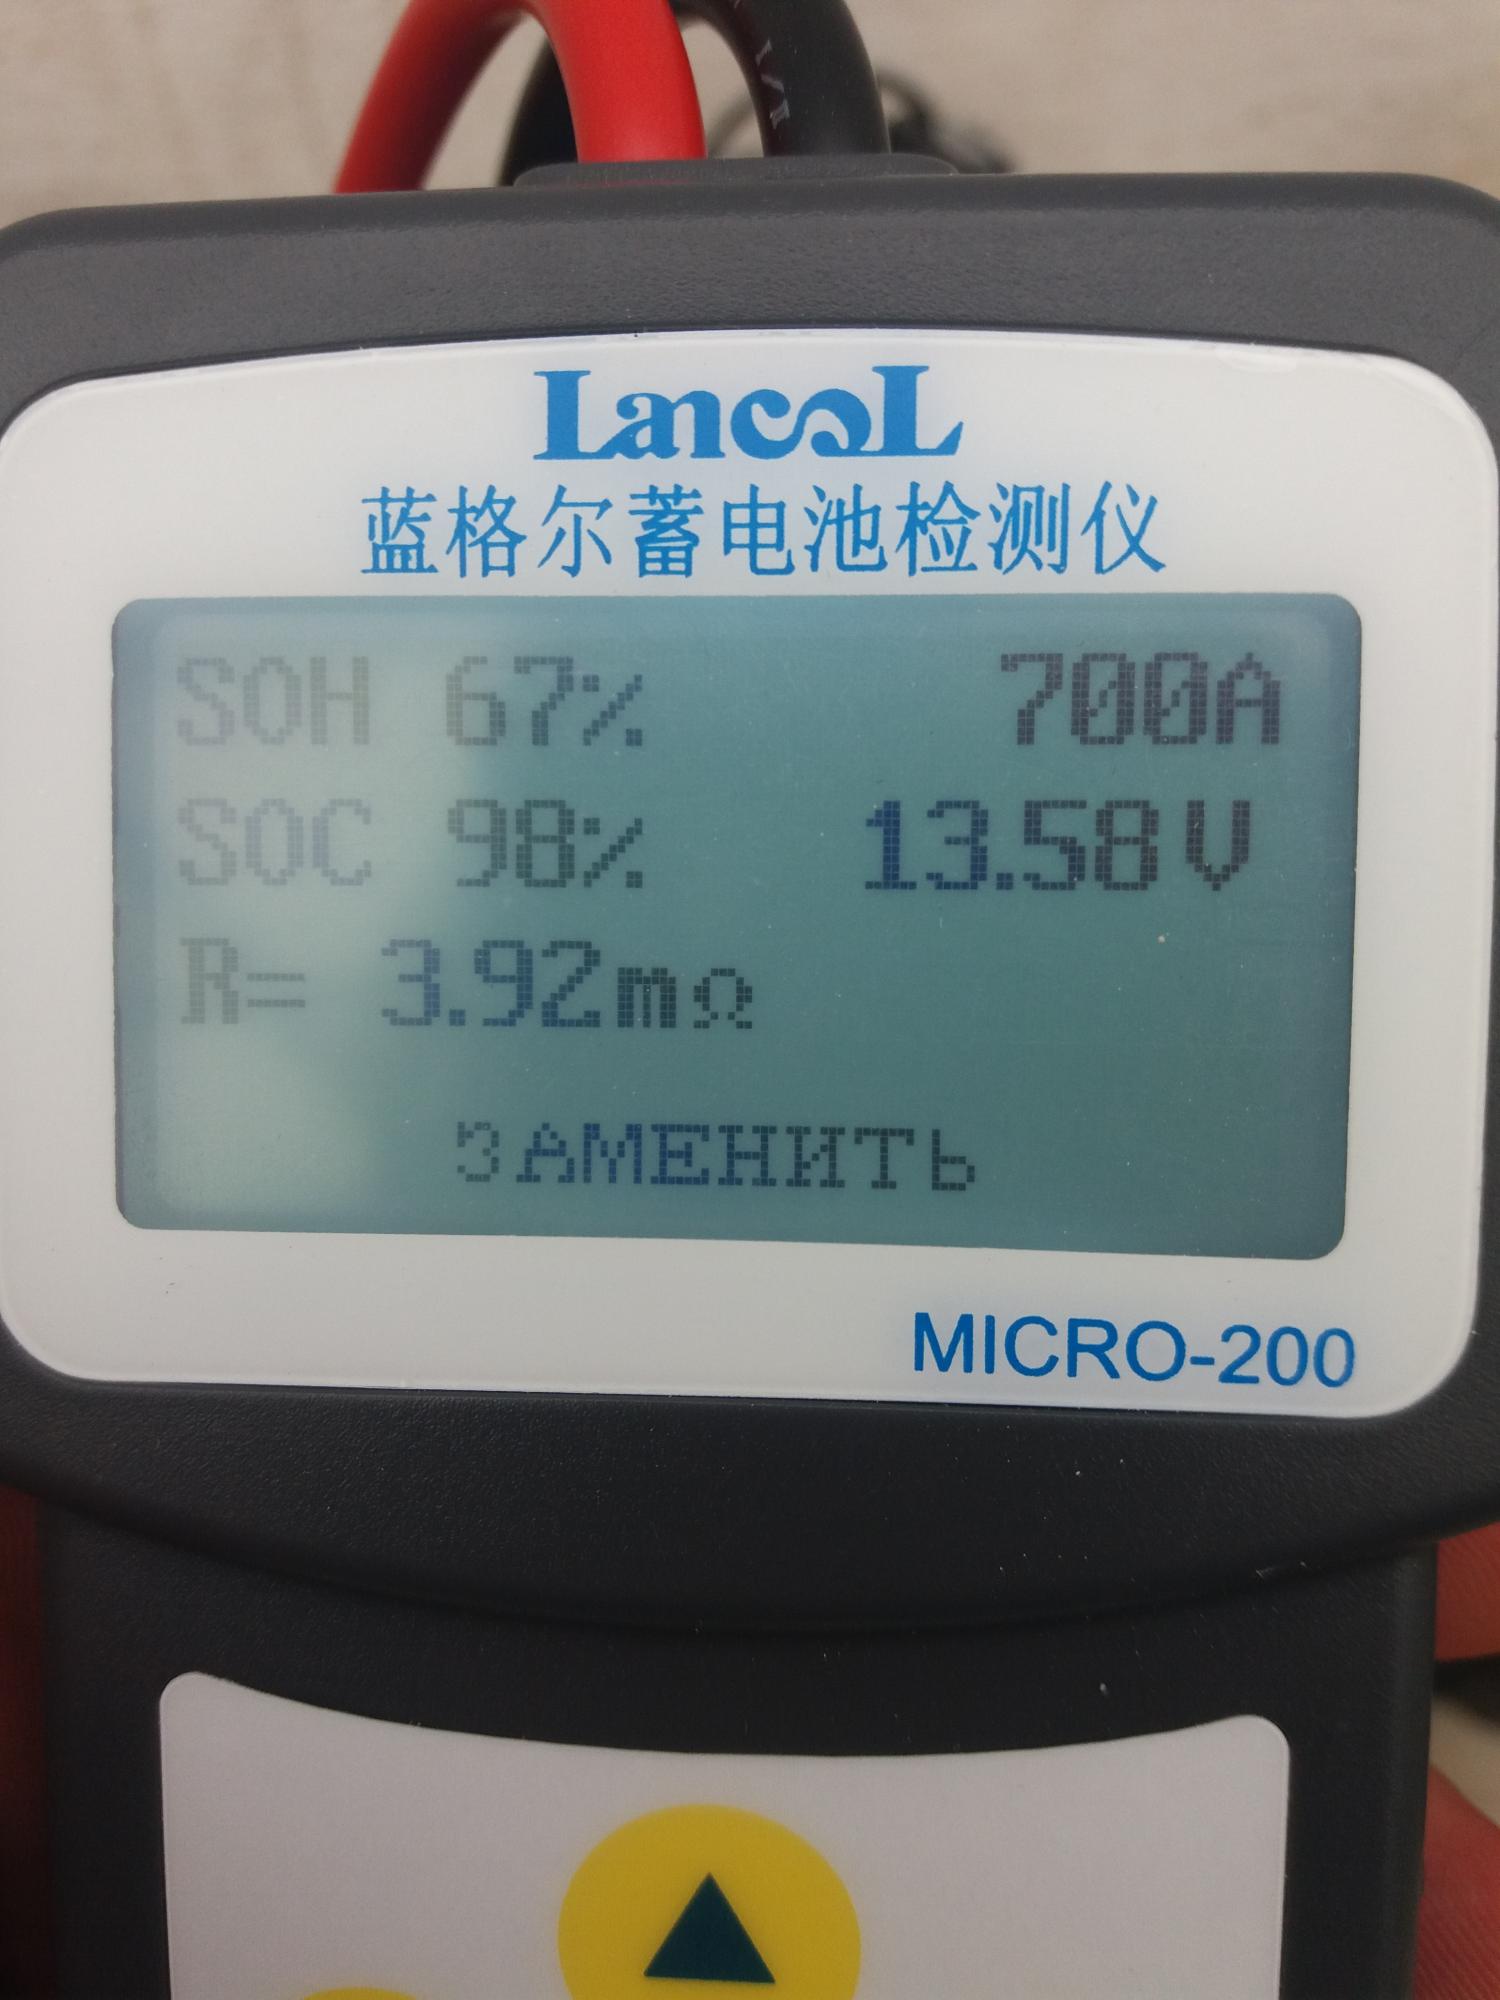 LancoL
蓝格尔蓄电池检测仪
SOH 67% 700A
SOC 98% 13.58V
R= 3.92mΩ
ЗАМЕНИТЬ
MICRO-200